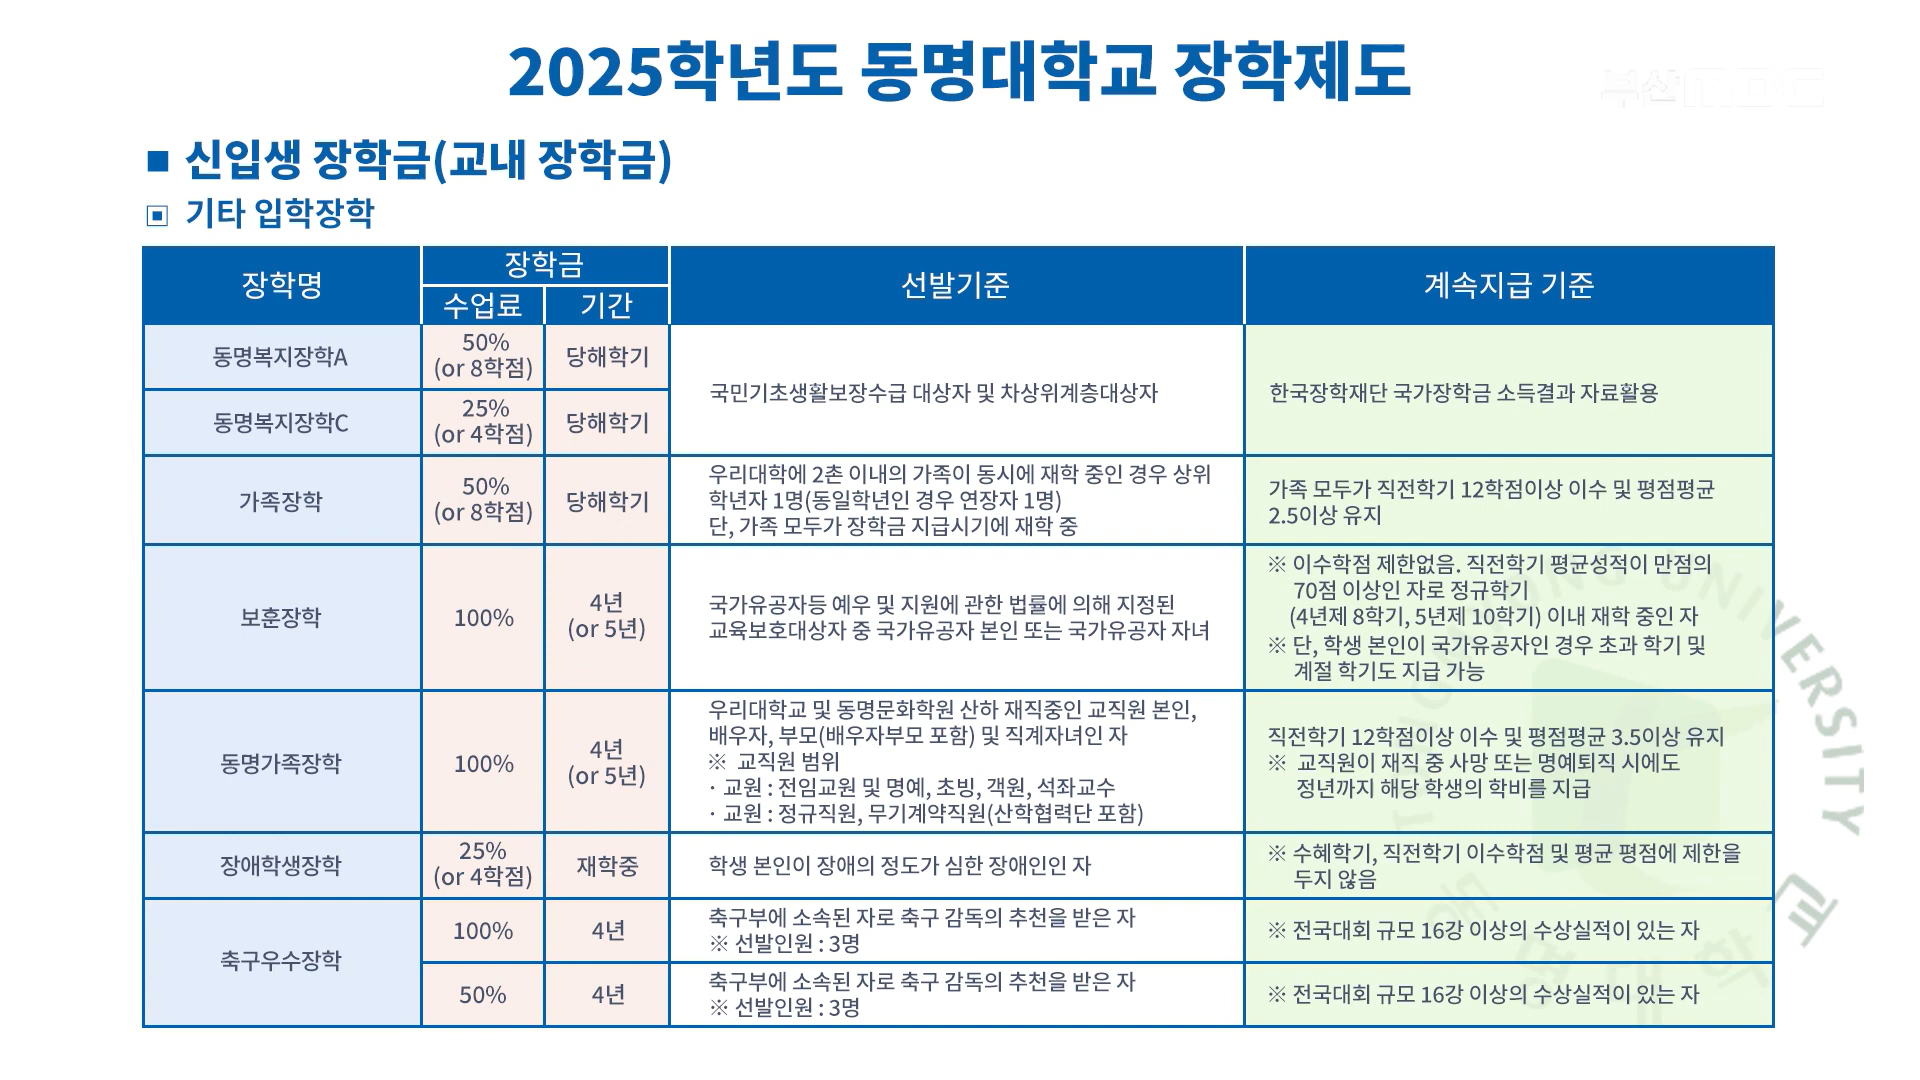 2025학년도 동명대학교 장학제도
부산MBC
■ 신입생 장학금(교내 장학금)
▣ 기타 입학장학
장학명
장학금
수업료
기간
선발기준
계속지급 기준
동명복지장학A
50%
(or 8학점)
당해학기
국민기초생활보장수급 대상자 및 차상위계층대상자
한국장학재단 국가장학금 소득결과 자료활용
동명복지장학C
25%
(or 4학점)
당해학기
가족장학
50%
(or 8학점)
당해학기
우리대학에 2촌 이내의 가족이 동시에 재학 중인 경우 상위
학년자 1명(동일학년인 경우 연장자 1명)
단, 가족 모두가 장학금 지급시기에 재학 중
가족 모두가 직전학기 12학점이상 이수 및 평점평균
2.5이상 유지
보훈장학
100%
4년
(or 5년)
국가유공자등 예우 및 지원에 관한 법률에 의해 지정된
교육보호대상자 중 국가유공자 본인 또는 국가유공자 자녀
※ 이수학점 제한없음. 직전학기 평균성적이 만점의
70점 이상인 자로 정규학기
(4년제 8학기, 5년제 10학기) 이내 재학 중인 자
※ 단, 학생 본인이 국가유공자인 경우 초과 학기 및
계절 학기도 지급 가능
동명가족장학
100%
4년
(or 5년)
우리대학교 및 동명문화학원 산하 재직중인 교직원 본인,
배우자, 부모(배우자부모 포함) 및 직계자녀인 자
※ 교직원 범위
· 교원 : 전임교원 및 명예, 초빙, 객원, 석좌교수
· 교원 : 정규직원, 무기계약직원(산학협력단 포함)
직전학기 12학점이상 이수 및 평점평균 3.5이상 유지
※ 교직원이 재직 중 사망 또는 명예퇴직 시에도
정년까지 해당 학생의 학비를 지급
장애학생장학
25%
(or 4학점)
재학중
학생 본인이 장애의 정도가 심한 장애인인 자
※ 수혜학기, 직전학기 이수학점 및 평균 평점에 제한을
두지 않음
축구우수장학
100%
4년
축구부에 소속된 자로 축구 감독의 추천을 받은 자
※ 선발인원 : 3명
※ 전국대회 규모 16강 이상의 수상실적이 있는 자
50%
4년
축구부에 소속된 자로 축구 감독의 추천을 받은 자
※ 선발인원 : 3명
※ 전국대회 규모 16강 이상의 수상실적이 있는 자
TONGMYONG UNIVERSITY
동명대학교